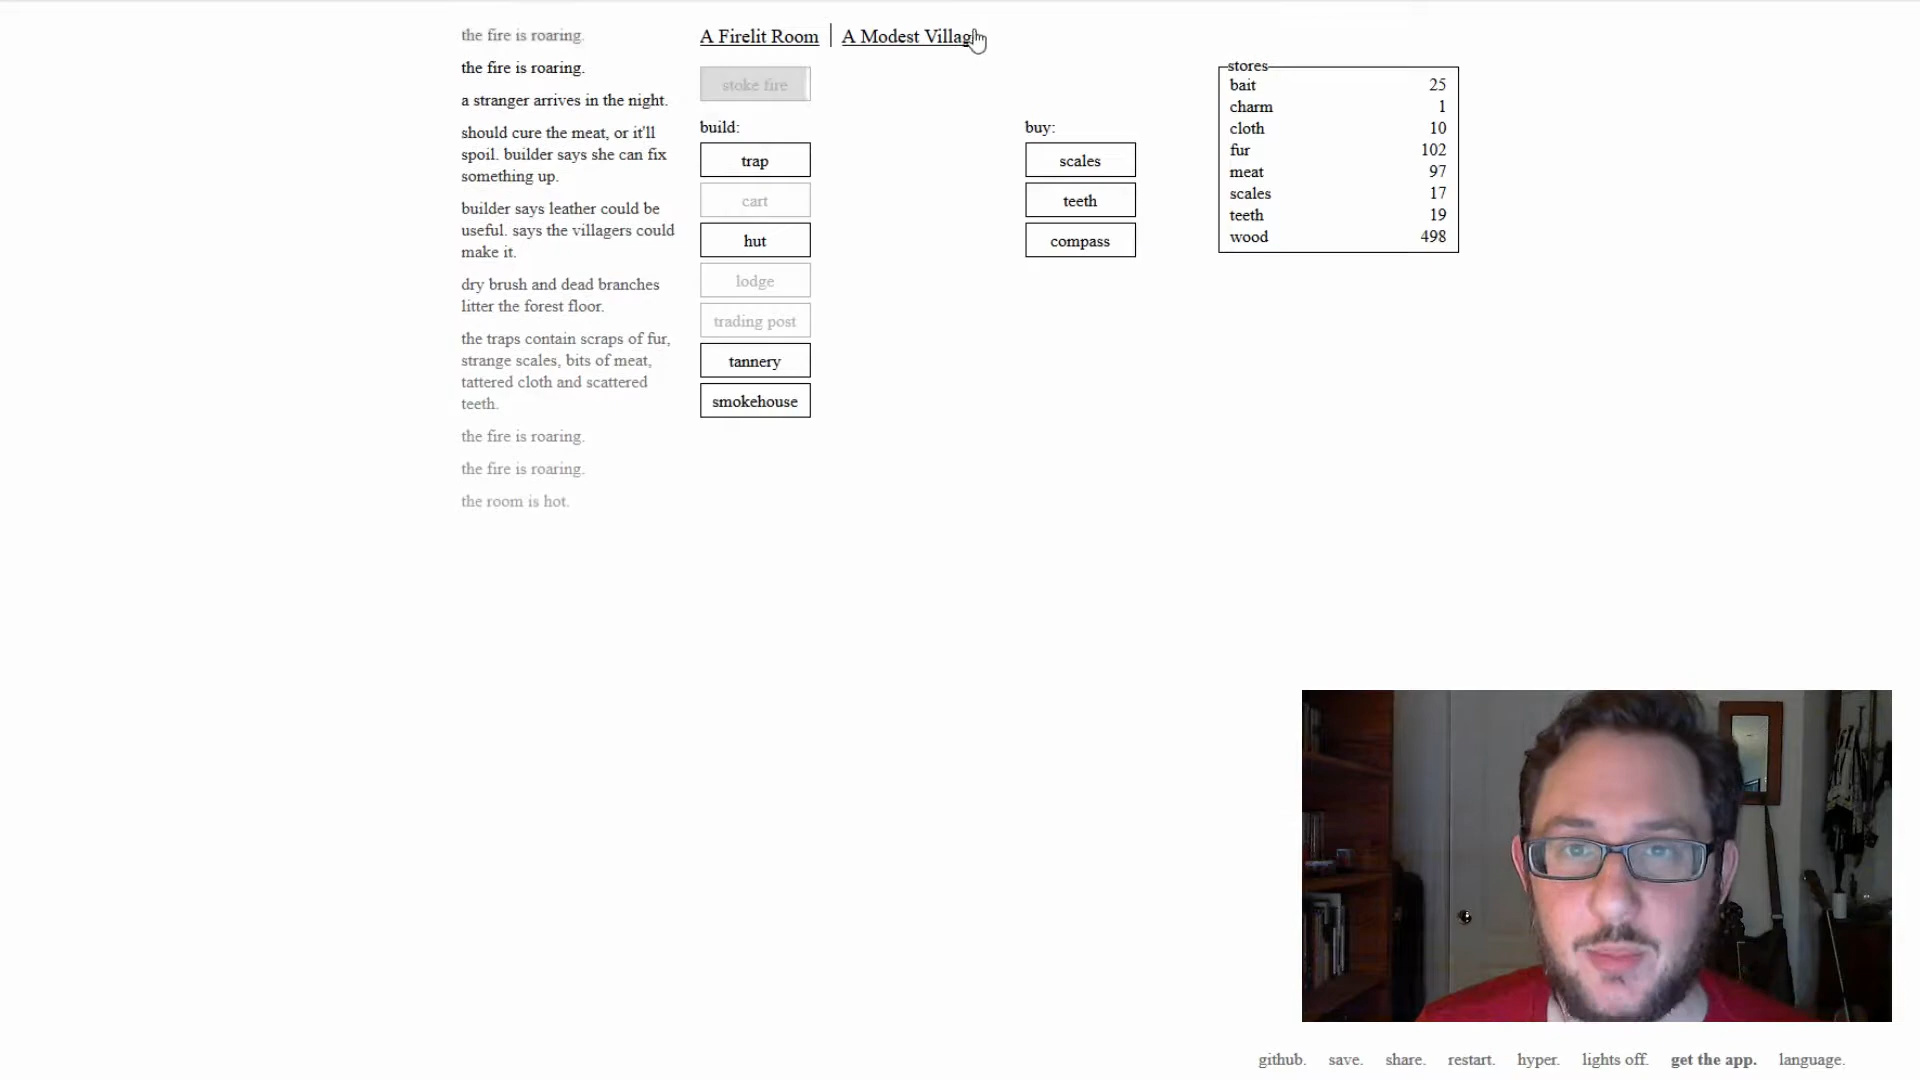 the fire is roaring.
the fire is roaring.
a stranger arrives in the night.
should cure the meat, or it'll
spoil. builder says she can fix
something up.
builder says leather could be
useful. says the villagers could
make it.
dry brush and dead branches
litter the forest floor.
the traps contain scraps of fur,
strange scales, bits of meat,
tattered cloth and scattered
teeth.
the fire is roaring.
the fire is roaring.
the room is hot.
A Firelit Room | A Modest Village
stoke fire
build:
trap
cart
hut
lodge
trading post
tannery
smokehouse
buy:
scales
teeth
compass
stores
bait 25
charm 1
cloth 10
fur 102
meat 97
scales 17
teeth 19
wood 498
github. save. share. restart. hyper. lights off. get the app. language.